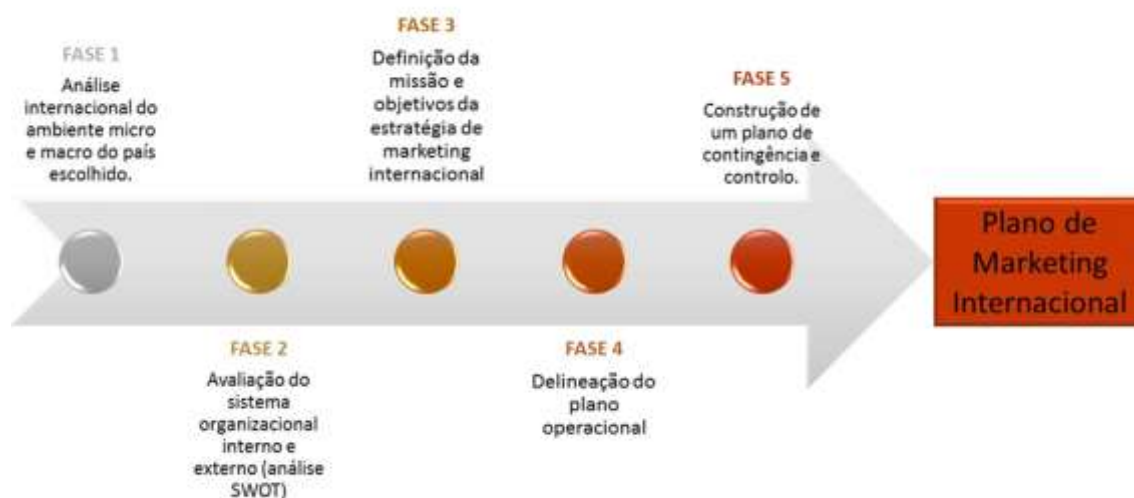 FASE 1
Análise
internacional do
ambiente micro
e macro do país
escolhido.
FASE 2
Avaliação do
sistema
organizacional
interno e
externo (análise
SWOT)
FASE 3
Definição da
missão e
objetivos da
estratégia de
marketing
internacional
FASE 4
Delineação do
plano
operacional
FASE 5
Construção de
um plano de
contingência e
controlo.
Plano de
Marketing
Internacional